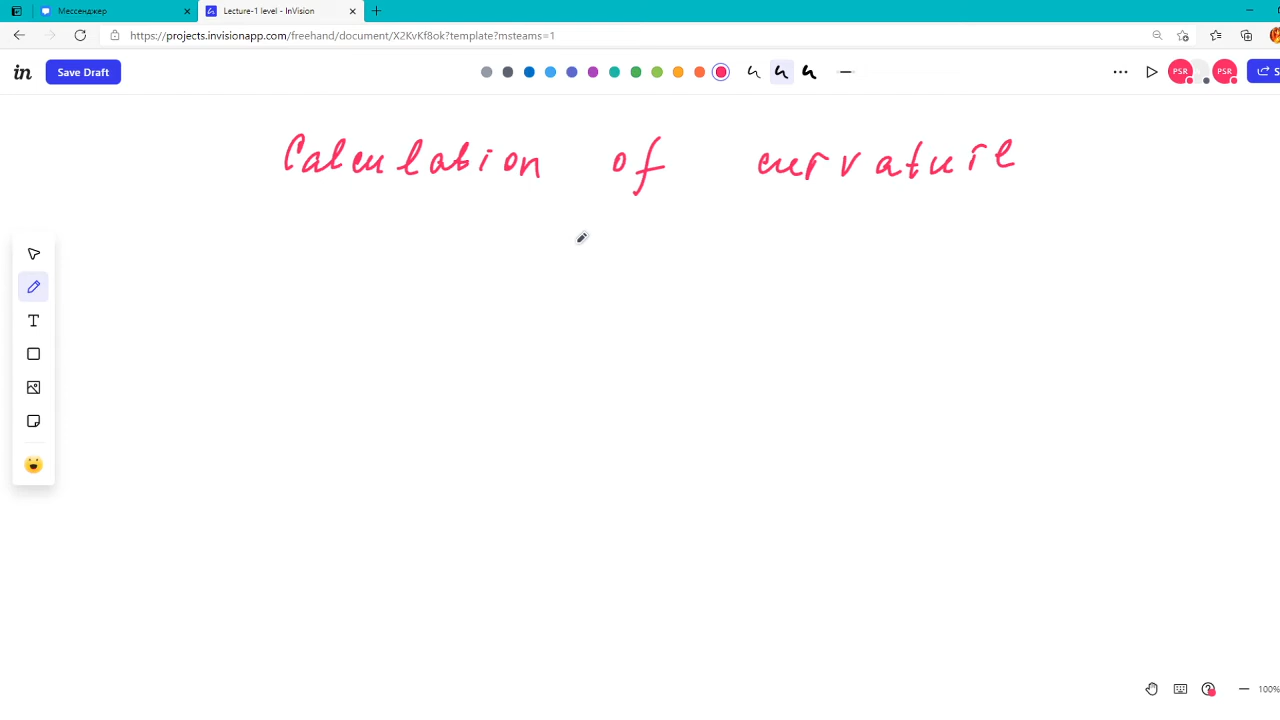 Мессенджер
Lecture-1 level - InVision
https://projects.invisionapp.com/freehand/document/X2KvKf8ok?template?msteams=1
in
Save Draft
PSR
PSR
S
Calculation of curvature
T
100%